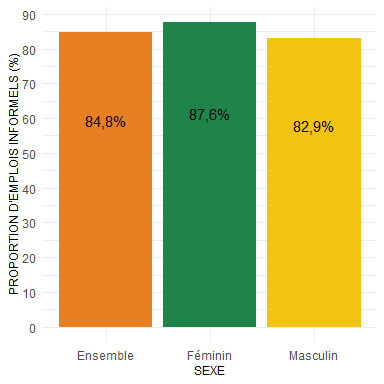 PROPORTION D'EMPLOIS INFORMELS (%)
90
80
70
60
50
40
30
20
10
0
84,8%
87,6%
82,9%
Ensemble
Féminin
Masculin
SEXE